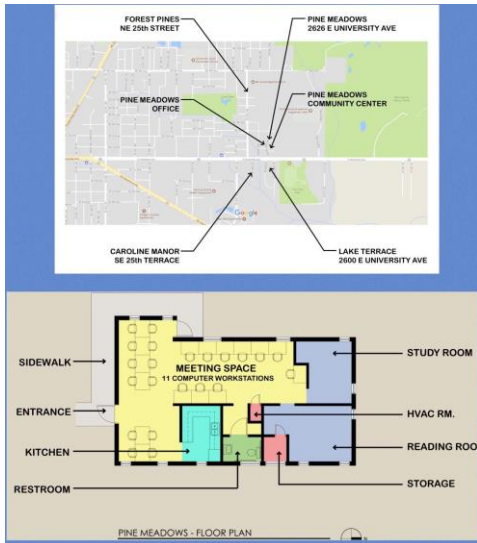 FOREST PINES
NE 25th STREET
PINE MEADOWS
2626 E UNIVERSITY AVE
PINE MEADOWS
OFFICE
PINE MEADOWS
COMMUNITY CENTER
Google
CAROLINE MANOR
SE 25th TERRACE
LAKE TERRACE
2600 E UNIVERSITY AVE
SIDEWALK
MEETING SPACE
11 COMPUTER WORKSTATIONS
STUDY ROOM
ENTRANCE
HVAC RM.
KITCHEN
READING ROO
RESTROOM
STORAGE
PINE MEADOWS - FLOOR PLAN